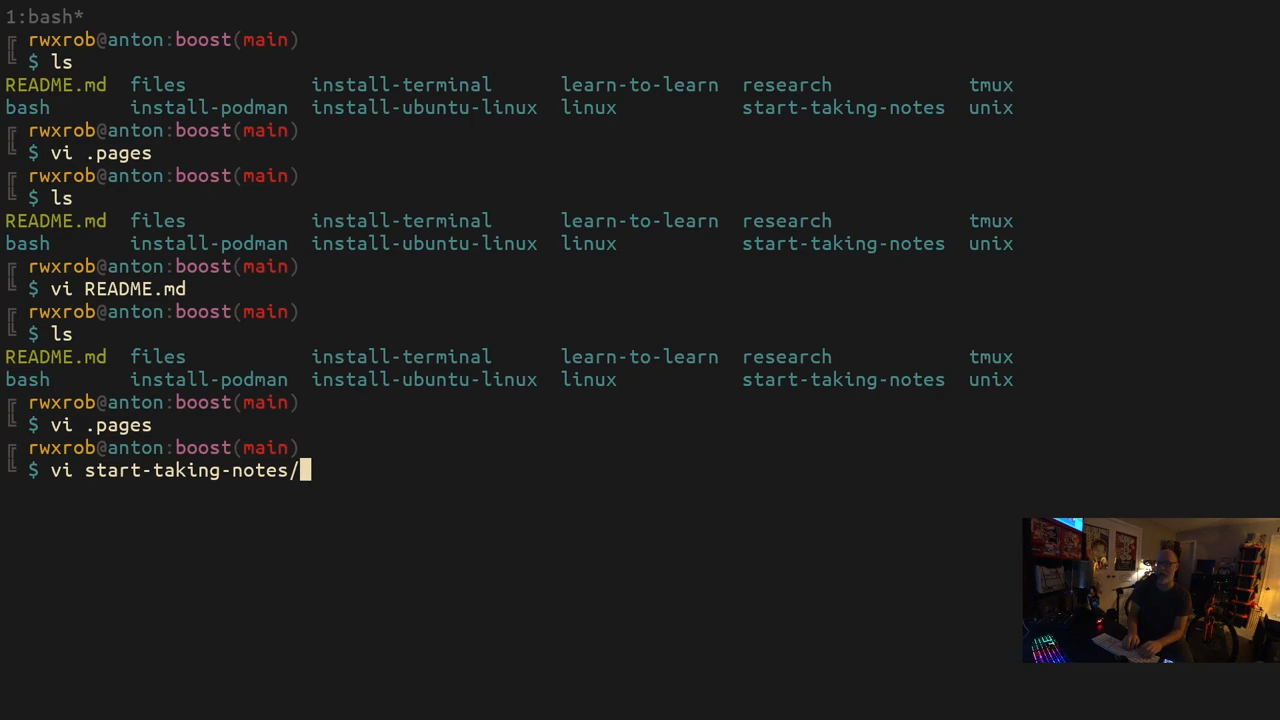 1:bash*
rwxrob@anton:boost(main)
$ ls
README.md files install-terminal learn-to-learn research tmux
bash install-podman install-ubuntu-linux linux start-taking-notes unix
rwxrob@anton:boost(main)
$ vi .pages
rwxrob@anton:boost(main)
$ ls
README.md files install-terminal learn-to-learn research tmux
bash install-podman install-ubuntu-linux linux start-taking-notes unix
rwxrob@anton:boost(main)
$ vi README.md
rwxrob@anton:boost(main)
$ ls
README.md files install-terminal learn-to-learn research tmux
bash install-podman install-ubuntu-linux linux start-taking-notes unix
rwxrob@anton:boost(main)
$ vi .pages
rwxrob@anton:boost(main)
$ vi start-taking-notes/